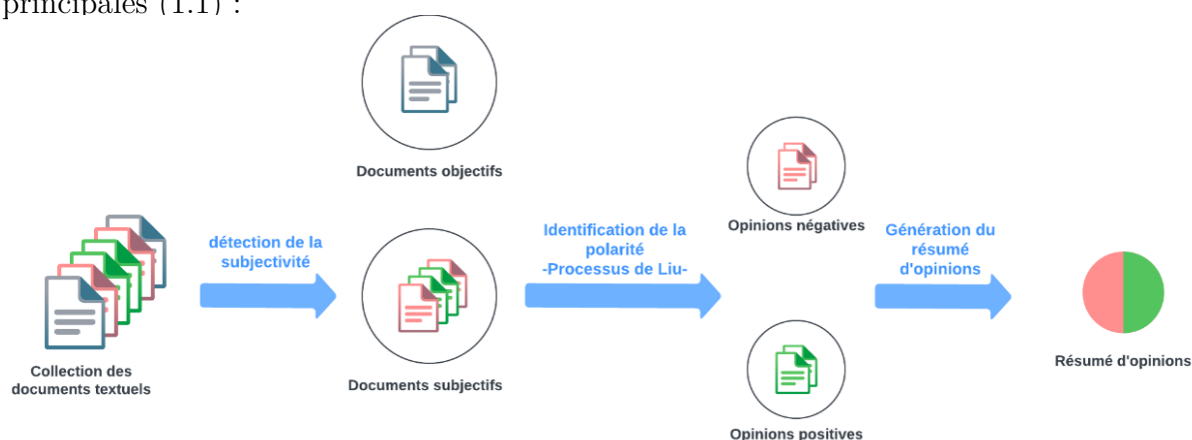 principales (1.1) :
Documents objectifs
détection de la
subjectivité
Identification de la
polarité
-Processus de Liu-
Opinions négatives
Génération du
résumé
d'opinions
Collection des
documents textuels
Documents subjectifs
Opinions positives
Résumé d'opinions